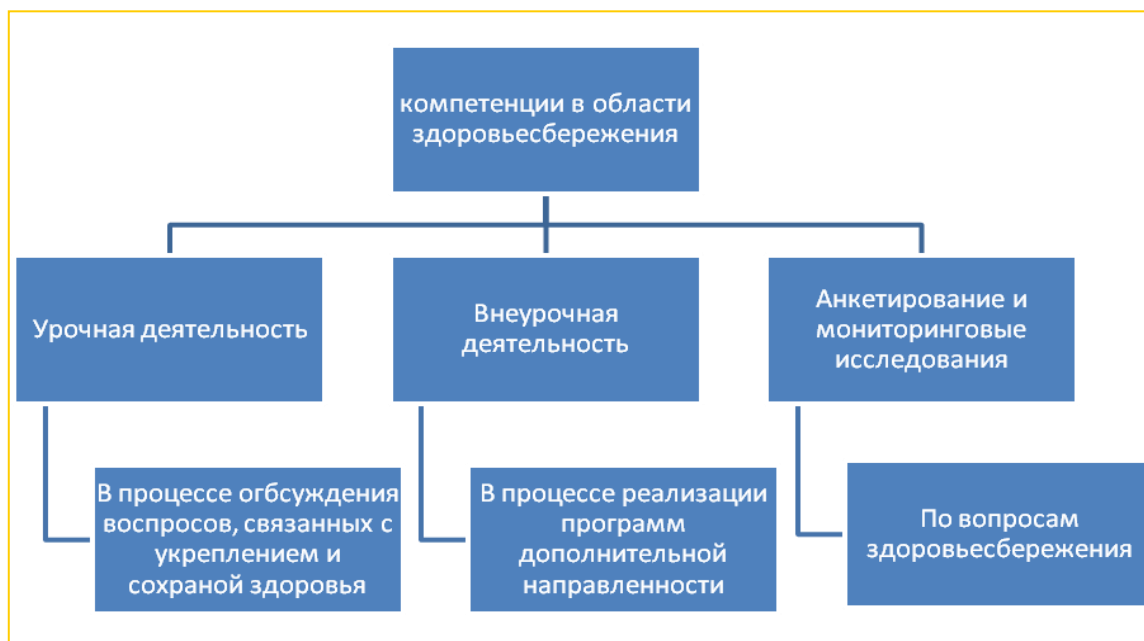 компетенции в области
здоровьесбережения
Урочная деятельность
Внеурочная
деятельность
Анкетирование и
мониторинговые
исследования
В процессе огбсуждения
воспросов, связанных с
укреплением и
сохраной здоровья
В процессе реализации
программ
дополнительной
направленности
По вопросам
здоровьесбережения